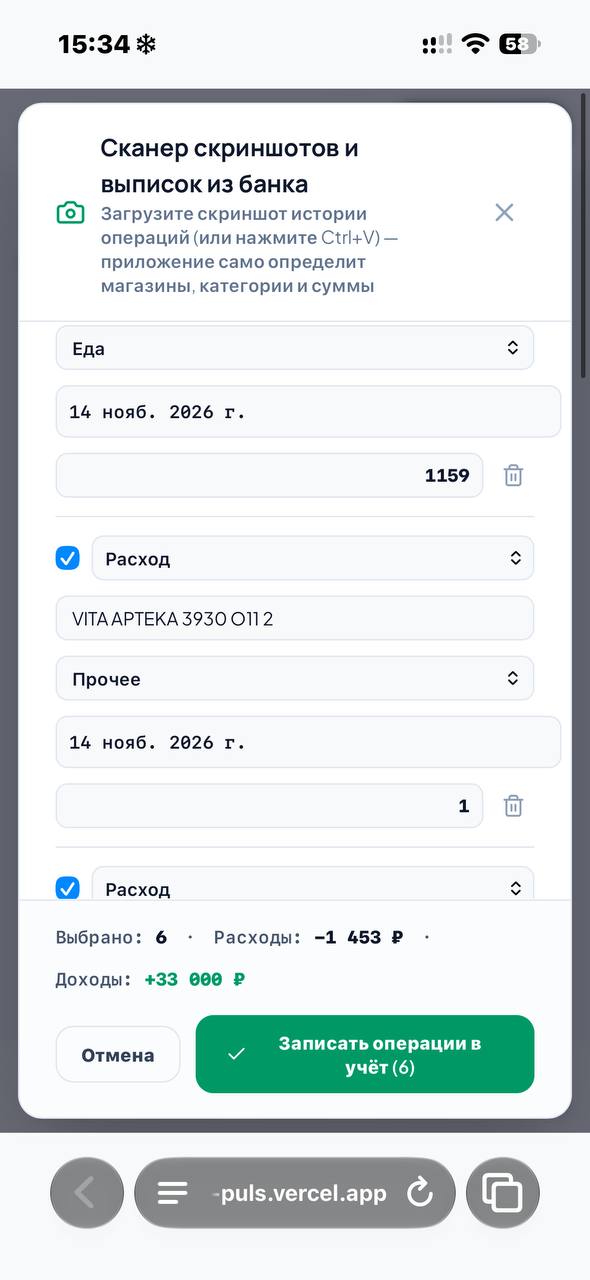 15:34
58
Сканер скриншотов и
выписок из банка
Загрузите скриншот истории
операций (или нажмите Ctrl+V) —
приложение само определит
магазины, категории и суммы
Еда
14 нояб. 2026 г.
1159
Расход
VITA APTEKA 3930 O11 2
Прочее
14 нояб. 2026 г.
1
Расход
Выбрано: 6 · Расходы: −1 453 ₽ ·
Доходы: +33 000 ₽
Отмена
Записать операции в
учёт (6)
-puls.vercel.app